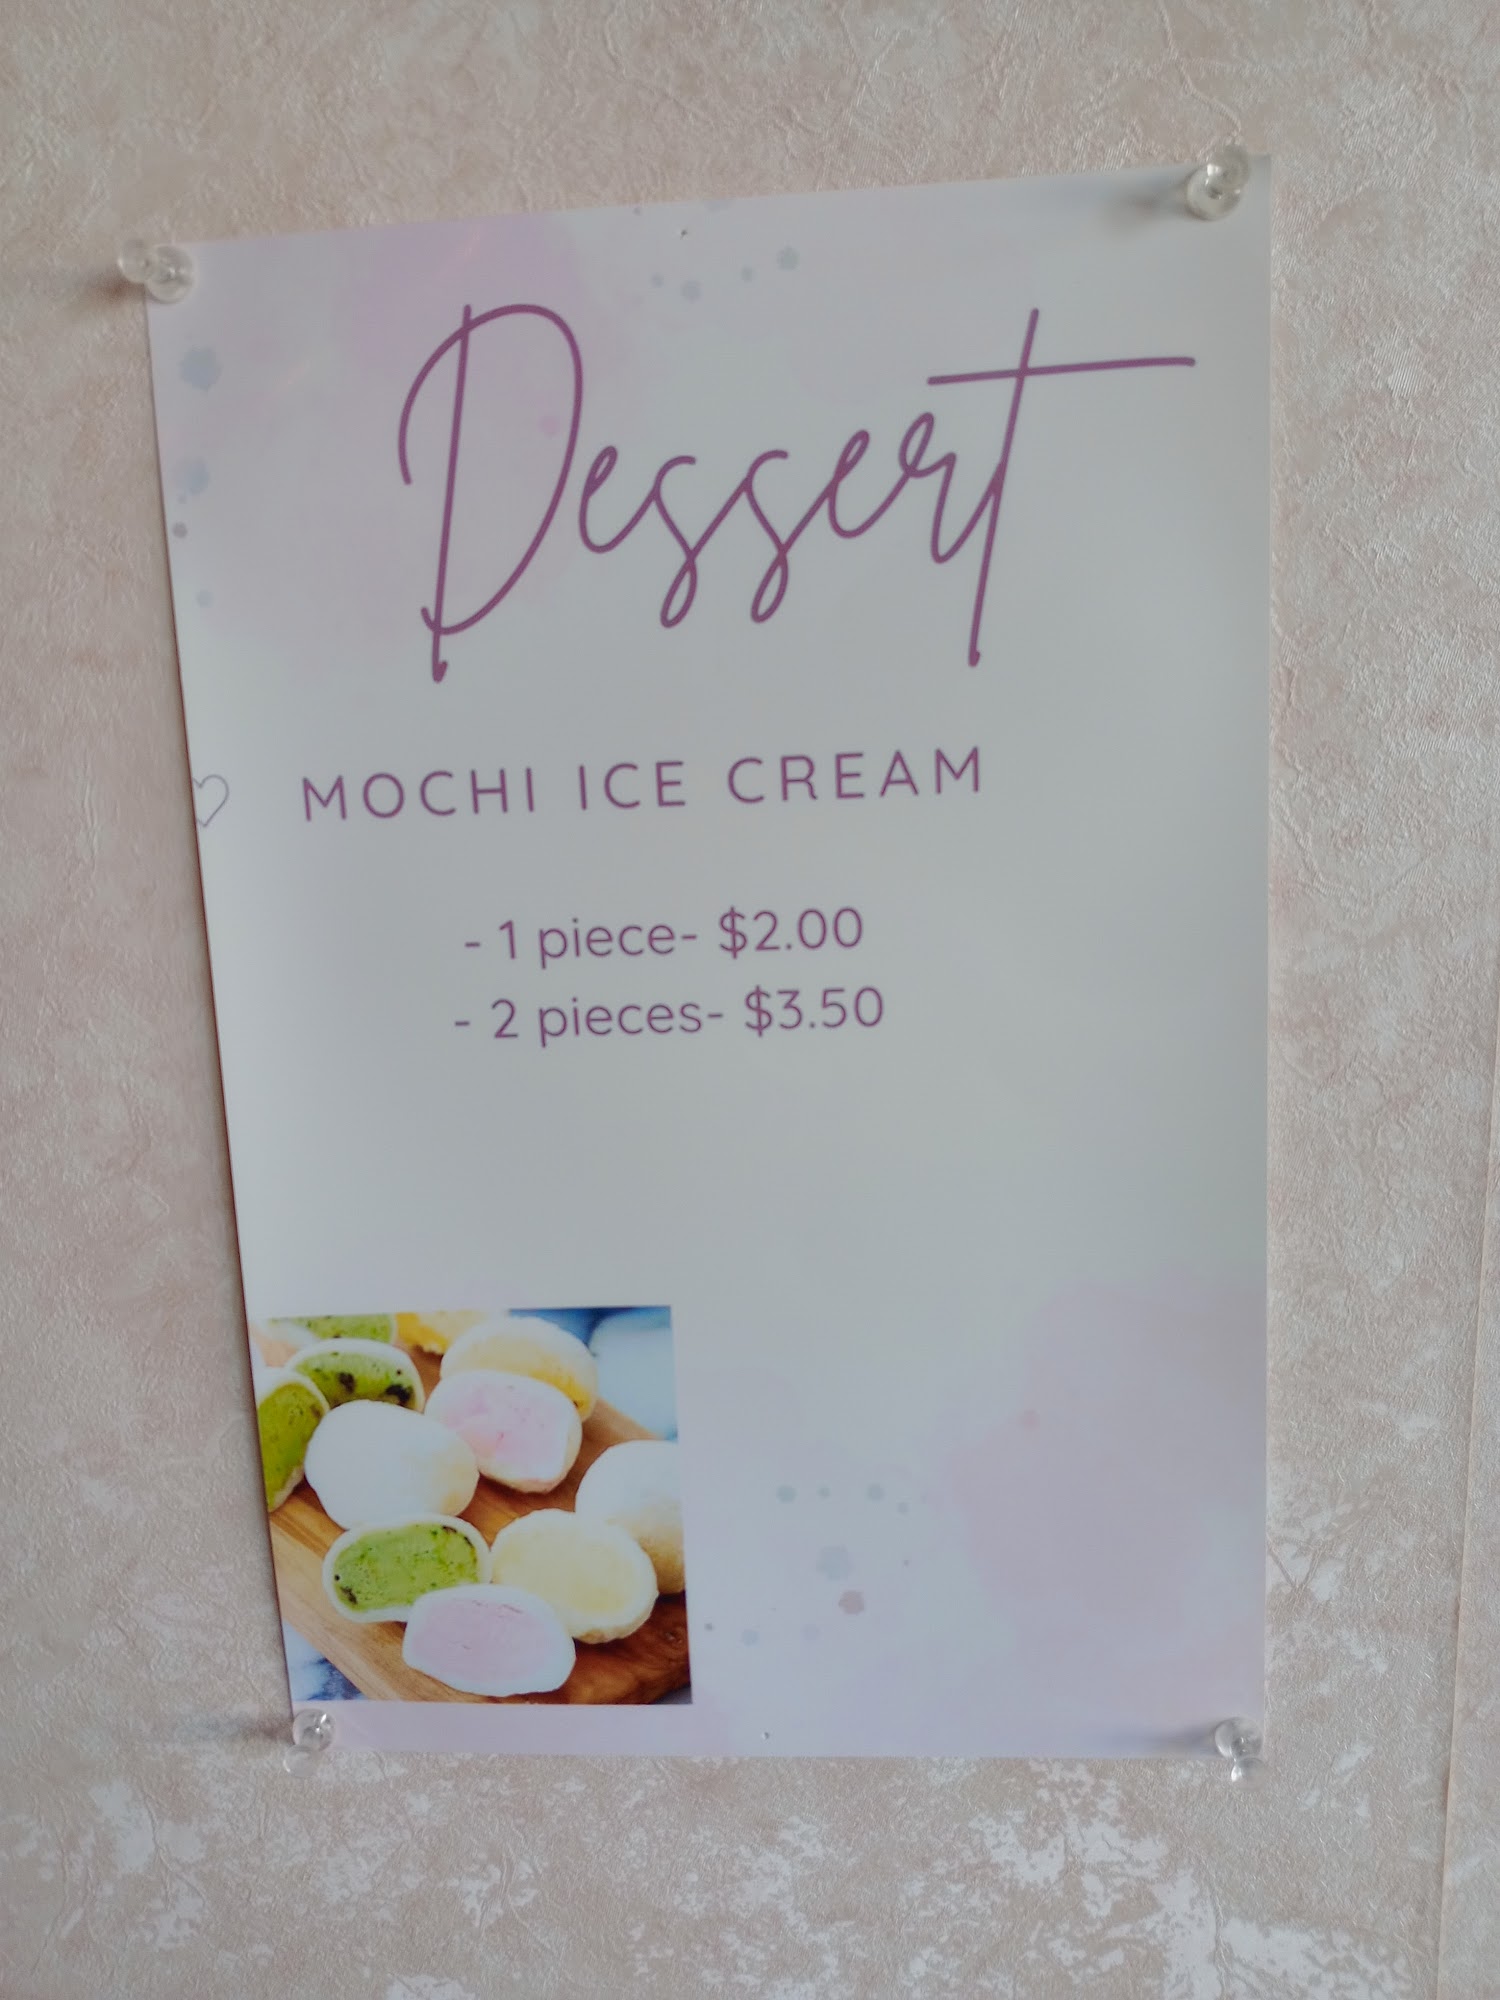 Dessert
MOCHI ICE CREAM
- 1 piece- $2.00
- 2 pieces- $3.50